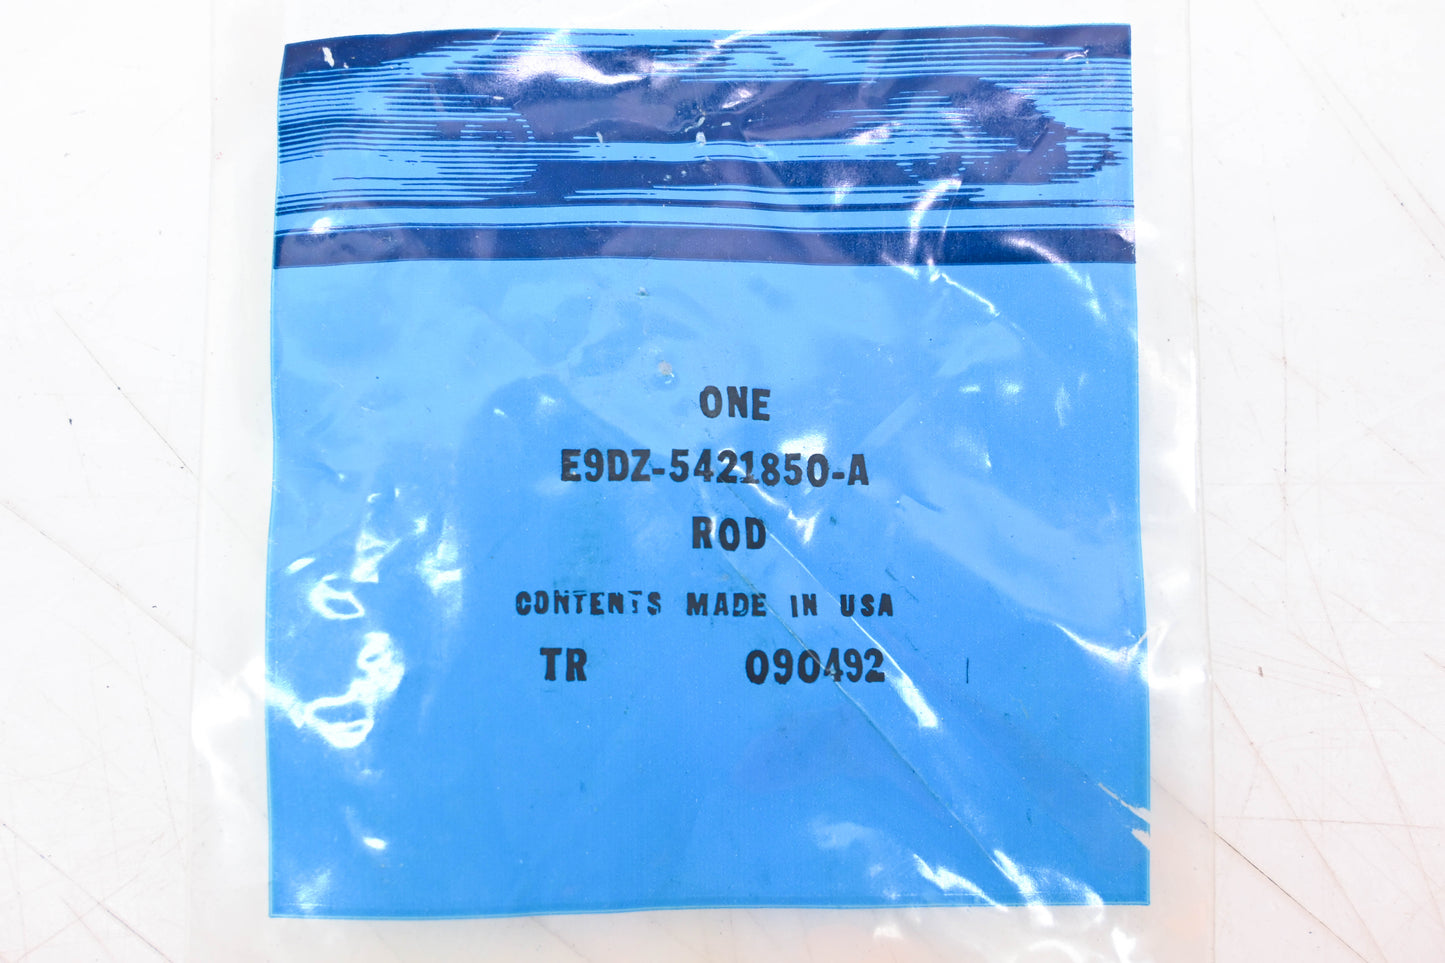 ONE
E9DZ-5421850-A
ROD
CONTENTS MADE IN USA
TR 090492